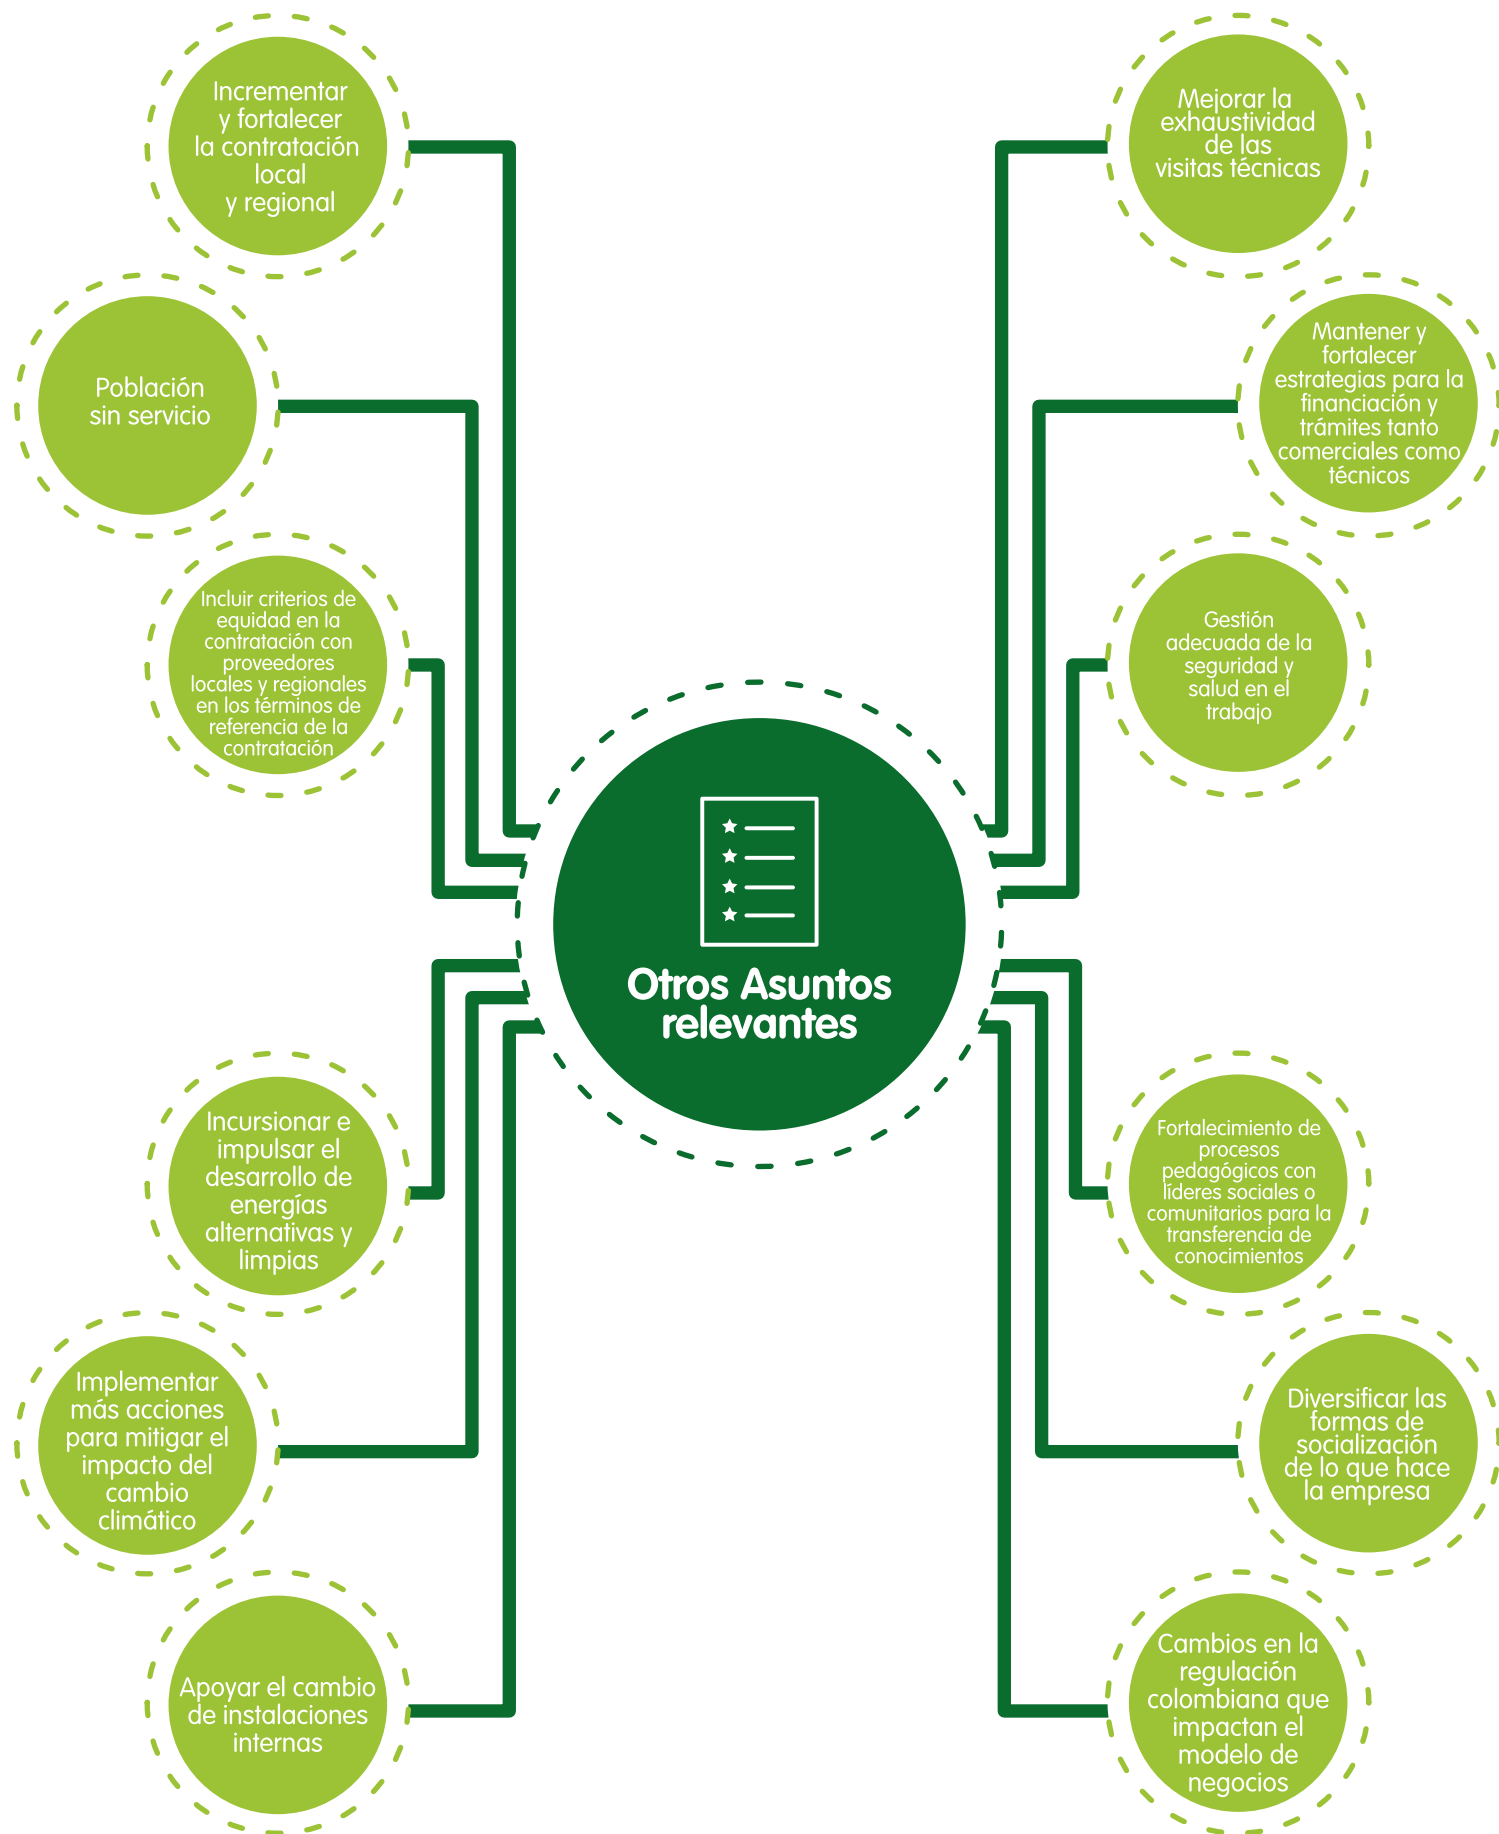 Incrementar
y fortalecer
la contratación
local
y regional
Población
sin servicio
Incluir criterios de
equidad en la
contratación con
proveedores
locales y regionales
en los términos de
referencia de la
contratación
Incursionar e
impulsar el
desarrollo de
energías
alternativas y
limpias
Implementar
más acciones
para mitigar el
impacto del
cambio
climático
Apoyar el cambio
de instalaciones
internas
Otros Asuntos
relevantes
Mejorar la
exhaustividad
de las
visitas técnicas
Mantener y
fortalecer
estrategias para la
financiación y
trámites tanto
comerciales como
técnicos
Gestión
adecuada de la
seguridad y
salud en el
trabajo
Fortalecimiento de
procesos
pedagógicos con
líderes sociales o
comunitarios para la
transferencia de
conocimientos
Diversificar las
formas de
socialización
de lo que hace
la empresa
Cambios en la
regulación
colombiana que
impactan el
modelo de
negocios